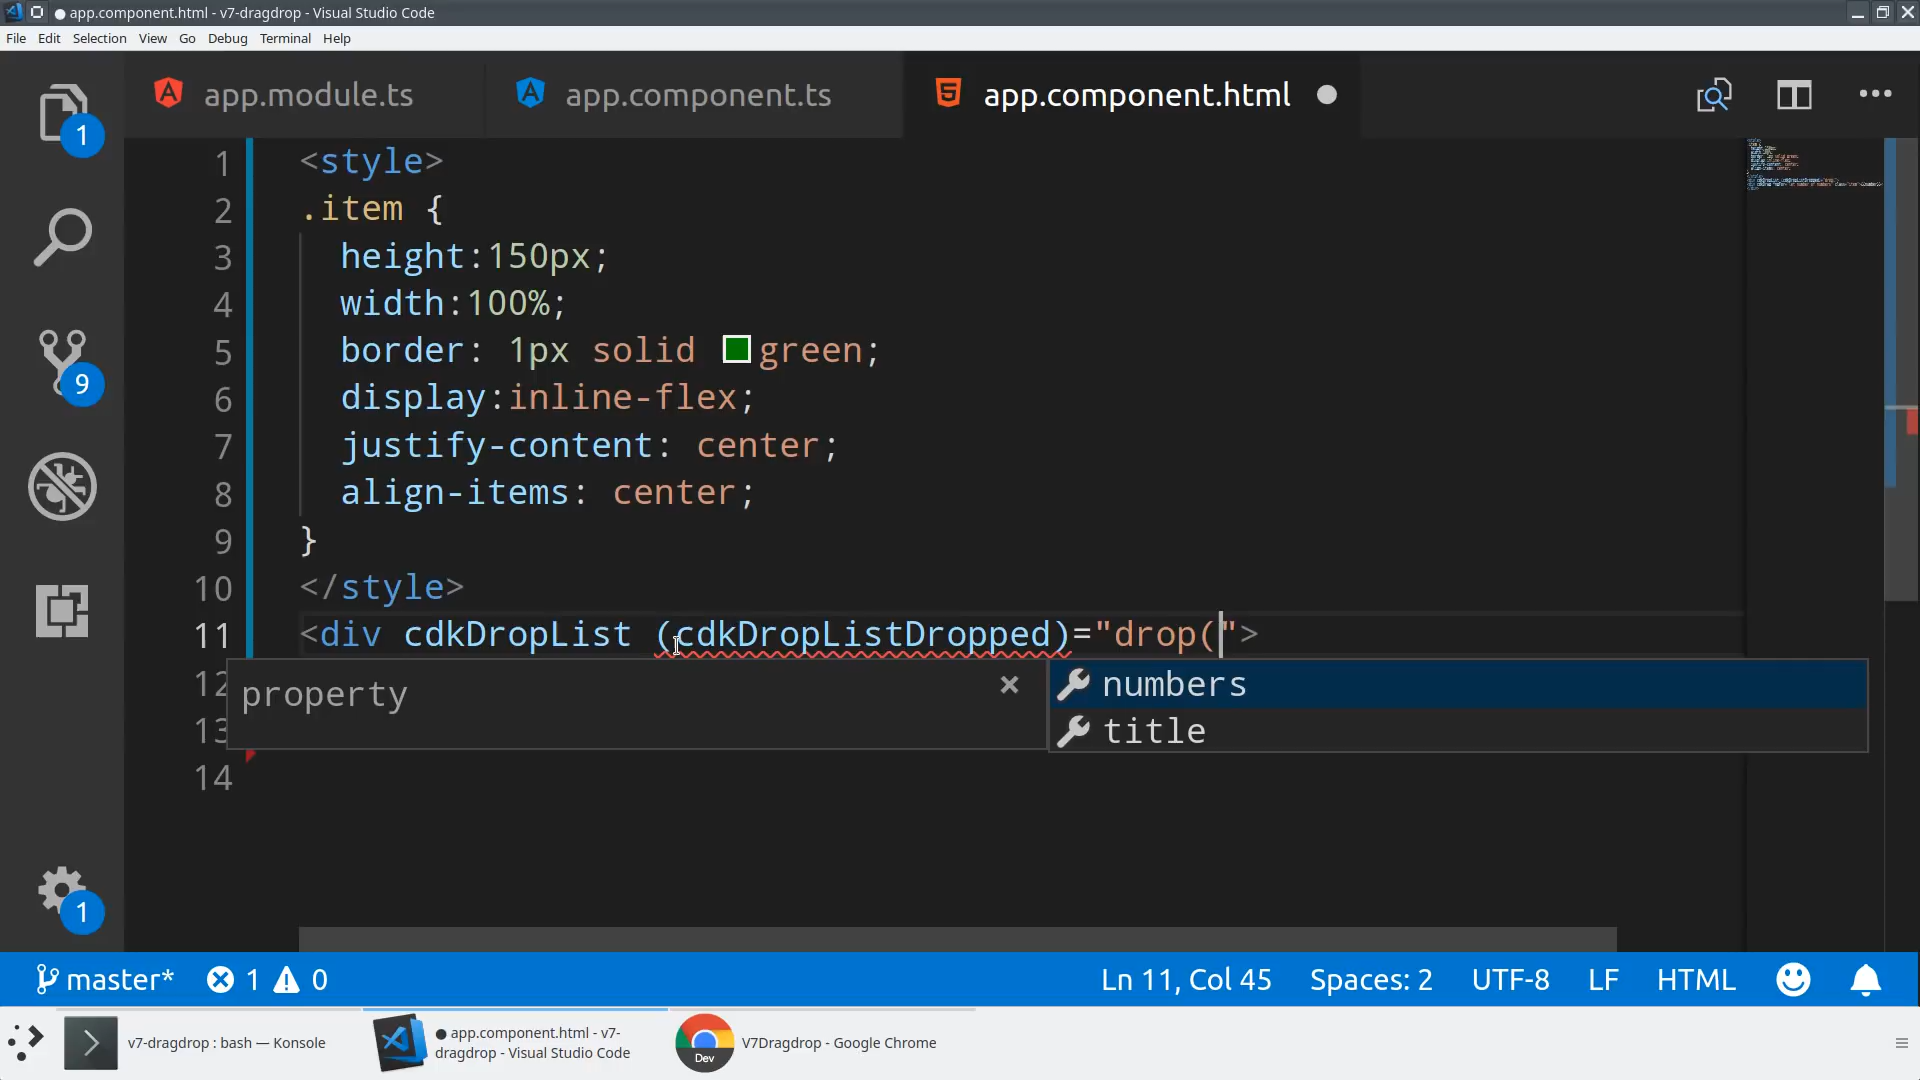 app.component.html - v7-dragdrop - Visual Studio Code
File Edit Selection View Go Debug Terminal Help
app.module.ts app.component.ts app.component.html
1 <style>
2 .item {
3 height:150px;
4 width:100%;
5 border: 1px solid green;
6 display:inline-flex;
7 justify-content: center;
8 align-items: center;
9 }
10 </style>
11 <div cdkDropList (cdkDropListDropped)="drop(">
12
13
14
property
numbers
title
1
9
1
master* 1 0 Ln 11, Col 45 Spaces: 2 UTF-8 LF HTML
v7-dragdrop : bash — Konsole
app.component.html - v7-
dragdrop - Visual Studio Code
Dev
V7Dragdrop - Google Chrome